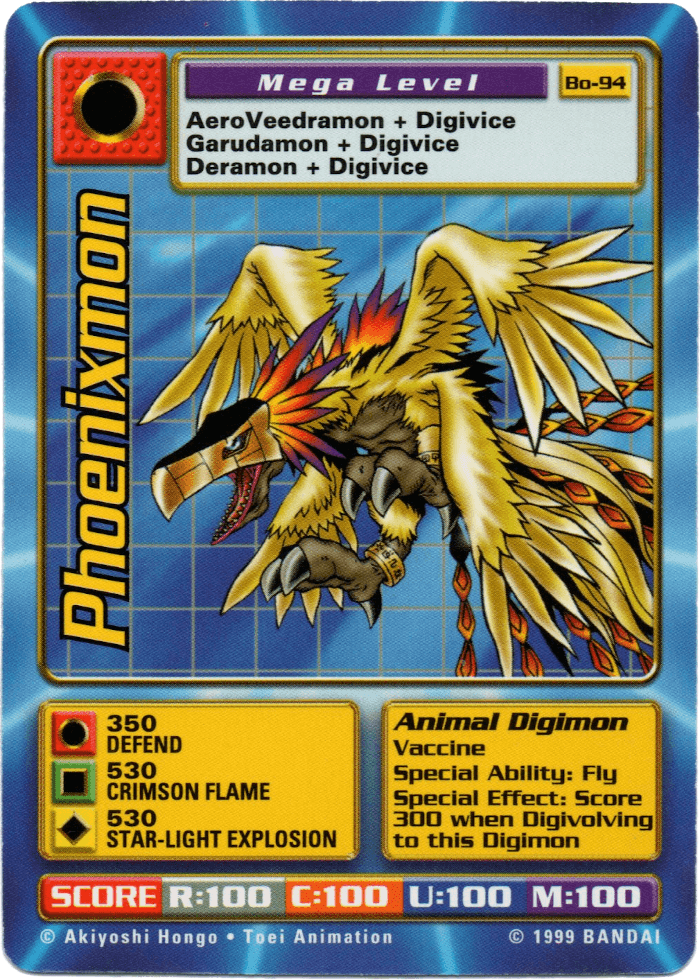 Mega Level
Bo-94
AeroVeedramon + Digivice
Garudamon + Digivice
Deramon + Digivice
Phoenixmon
350
DEFEND
530
CRIMSON FLAME
530
STAR-LIGHT EXPLOSION
Animal Digimon
Vaccine
Special Ability: Fly
Special Effect: Score
300 when Digivolving
to this Digimon
SCORE R:100 C:100 U:100 M:100
© Akiyoshi Hongo • Toei Animation
© 1999 BANDAI